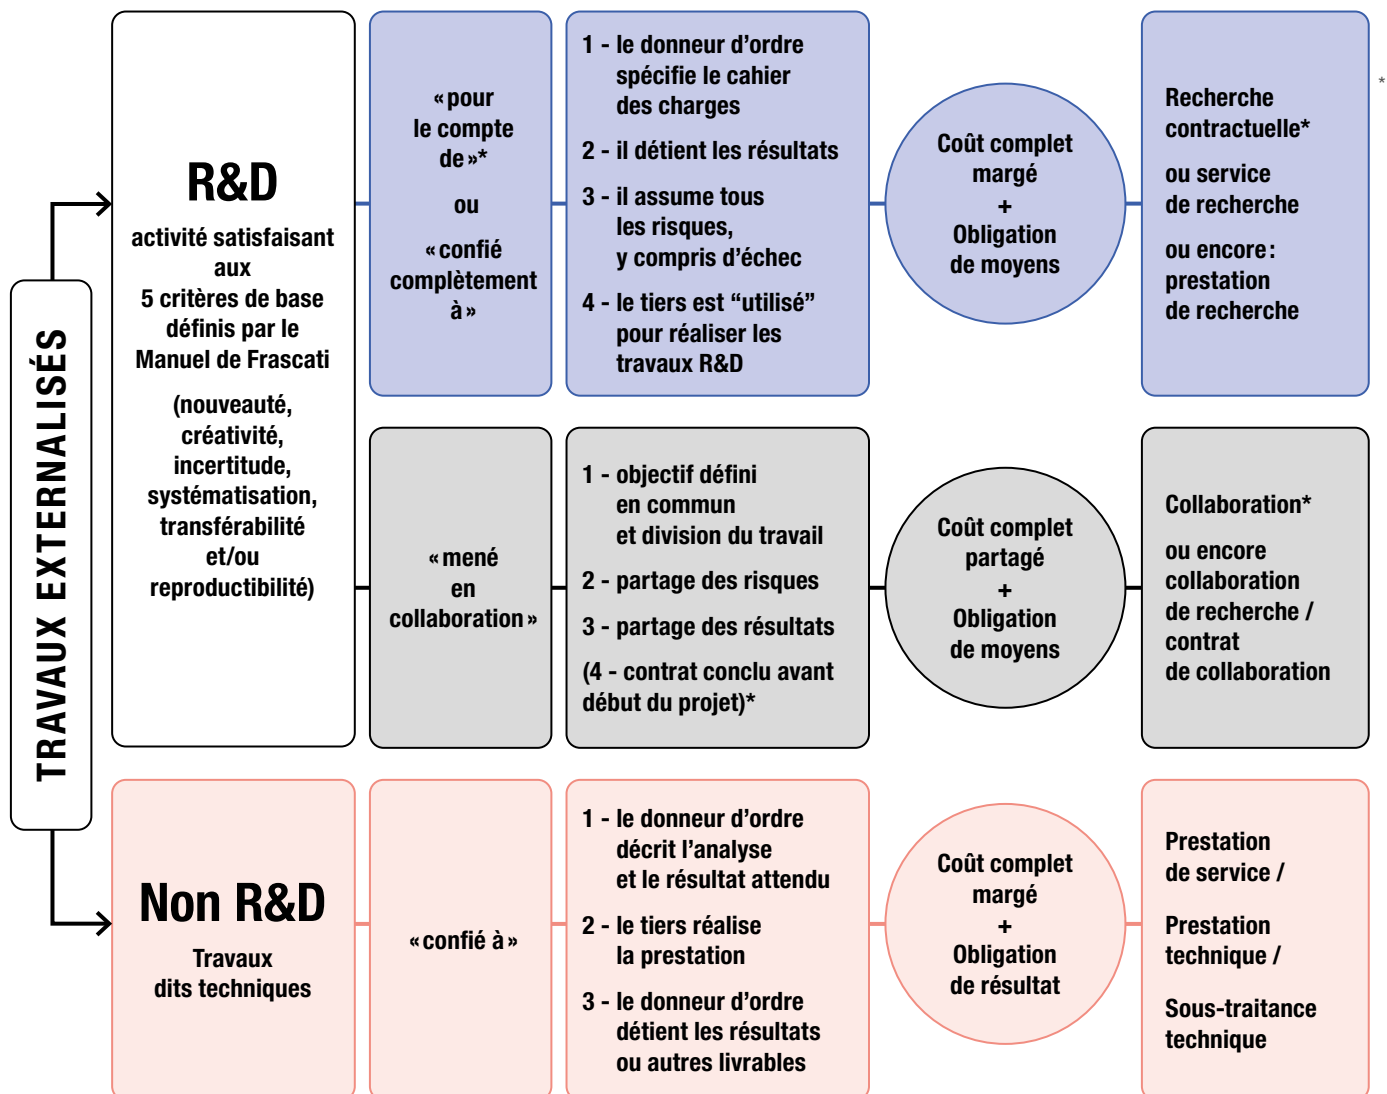 TRAVAUX EXTERNALISÉS
R&D
activité satisfaisant
aux
5 critères de base
définis par le
Manuel de Frascati
(nouveauté,
créativité,
incertitude,
systématisation,
transférabilité
et/ou
reproductibilité)
«pour
le compte
de»*
ou
«confié
complètement
à»
1 - le donneur d’ordre
spécifie le cahier
des charges
2 - il détient les résultats
3 - il assume tous
les risques,
y compris d’échec
4 - le tiers est “utilisé”
pour réaliser les
travaux R&D
Coût complet
margé
+
Obligation
de moyens
Recherche
contractuelle*
ou service
de recherche
ou encore:
prestation
de recherche
*
«mené
en
collaboration»
1 - objectif défini
en commun
et division du travail
2 - partage des risques
3 - partage des résultats
(4 - contrat conclu avant
début du projet)*
Coût complet
partagé
+
Obligation
de moyens
Collaboration*
ou encore
collaboration
de recherche /
contrat
de collaboration
Non R&D
Travaux
dits techniques
«confié à»
1 - le donneur d’ordre
décrit l’analyse
et le résultat attendu
2 - le tiers réalise
la prestation
3 - le donneur d’ordre
détient les résultats
ou autres livrables
Coût complet
margé
+
Obligation
de résultat
Prestation
de service /
Prestation
technique /
Sous-traitance
technique